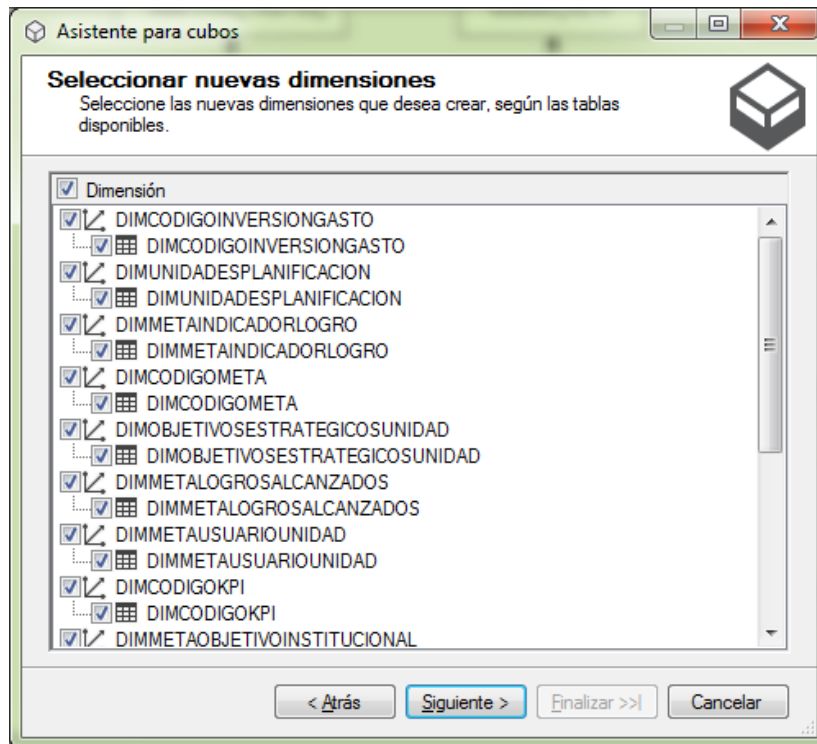 Asistente para cubos
Seleccionar nuevas dimensiones
Seleccione las nuevas dimensiones que desea crear, según las tablas
disponibles.
Dimensión
DIMCODIGOINVERSIONGASTO
DIMCODIGOINVERSIONGASTO
DIMUNIDADESPLANIFICACION
DIMUNIDADESPLANIFICACION
DIMMETAINDICADORLOGRO
DIMMETAINDICADORLOGRO
DIMCODIGOMETA
DIMCODIGOMETA
DIMOBJETIVOSESTRATEGICOSUNIDAD
DIMOBJETIVOSESTRATEGICOSUNIDAD
DIMMETALOGROSALCANZADOS
DIMMETALOGROSALCANZADOS
DIMMETAUSUARIOUNIDAD
DIMMETAUSUARIOUNIDAD
DIMCODIGOKPI
DIMCODIGOKPI
DIMMETAOBJETIVOINSTITUCIONAL
< Atrás Siguiente > Finalizar >>| Cancelar